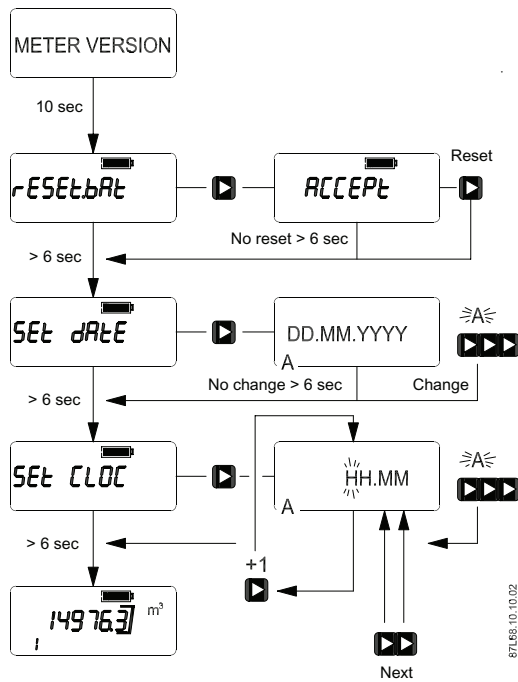 METER VERSION
10 sec
rESEt.bAt
ACCEPt
Reset
No reset > 6 sec
> 6 sec
SEt dAtE
DD.MM.YYYY
A
A
No change > 6 sec
Change
> 6 sec
SEt CLOC
HH.MM
A
A
> 6 sec
+1
14976.3 m³
1
Next
87L68.10.10.02